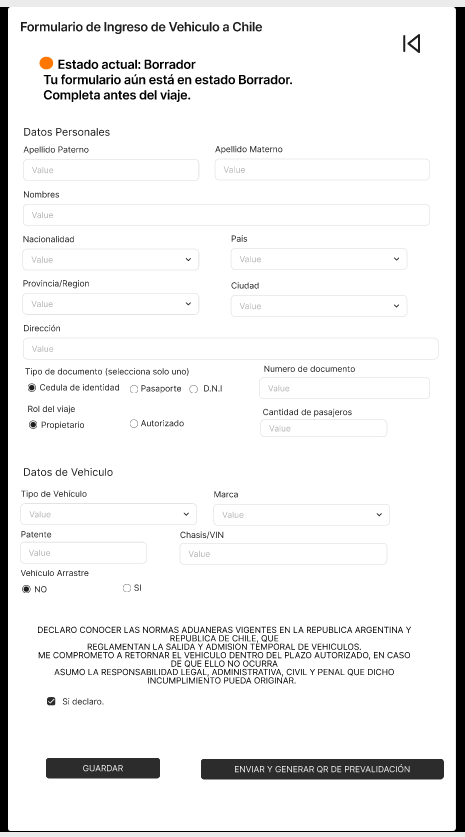 Formulario de Ingreso de Vehiculo a Chile
Estado actual: Borrador
Tu formulario aún está en estado Borrador.
Completa antes del viaje.
Datos Personales
Apellido Paterno
Apellido Materno
Value
Value
Nombres
Value
Nacionalidad
Pais
Value
Value
Provincia/Region
Ciudad
Value
Value
Dirección
Value
Tipo de documento (selecciona solo uno)
Numero de documento
Cedula de identidad
Pasaporte
D.N.I
Value
Rol del viaje
Cantidad de pasajeros
Propietario
Autorizado
Value
Datos de Vehiculo
Tipo de Vehiculo
Marca
Value
Value
Patente
Chasis/VIN
Value
Value
Vehiculo Arrastre
NO
SI
DECLARO CONOCER LAS NORMAS ADUANERAS VIGENTES EN LA REPUBLICA ARGENTINA Y
REPUBLICA DE CHILE, QUE
REGLAMENTAN LA SALIDA Y ADMISION TEMPORAL DE VEHICULOS.
ME COMPROMETO A RETORNAR EL VEHICULO DENTRO DEL PLAZO AUTORIZADO, EN CASO
DE QUE ELLO NO OCURRA
ASUMO LA RESPONSABILIDAD LEGAL, ADMINISTRATIVA, CIVIL Y PENAL QUE DICHO
INCUMPLIMIENTO PUEDA ORIGINAR.
Si declaro.
GUARDAR
ENVIAR Y GENERAR QR DE PREVALIDACIÓN